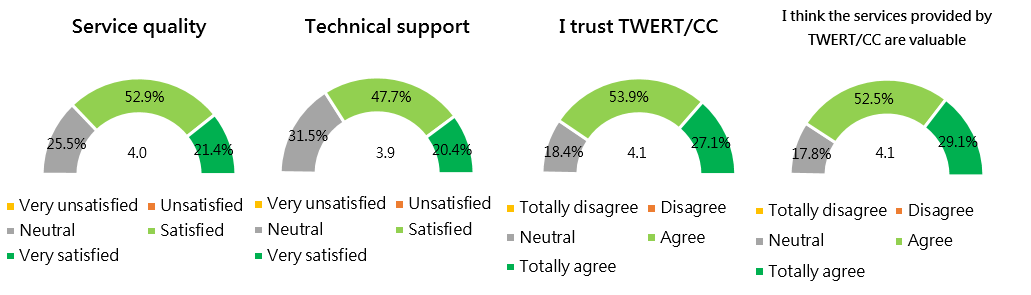 Service quality
52.9%
25.5%
21.4%
4.0
Very unsatisfied
Unsatisfied
Neutral
Satisfied
Very satisfied
Technical support
47.7%
31.5%
20.4%
3.9
Very unsatisfied
Unsatisfied
Neutral
Satisfied
Very satisfied
I trust TWERT/CC
53.9%
18.4%
27.1%
4.1
Totally disagree
Disagree
Neutral
Agree
Totally agree
I think the services provided by
TWERT/CC are valuable
52.5%
17.8%
29.1%
4.1
Totally disagree
Disagree
Neutral
Agree
Totally agree